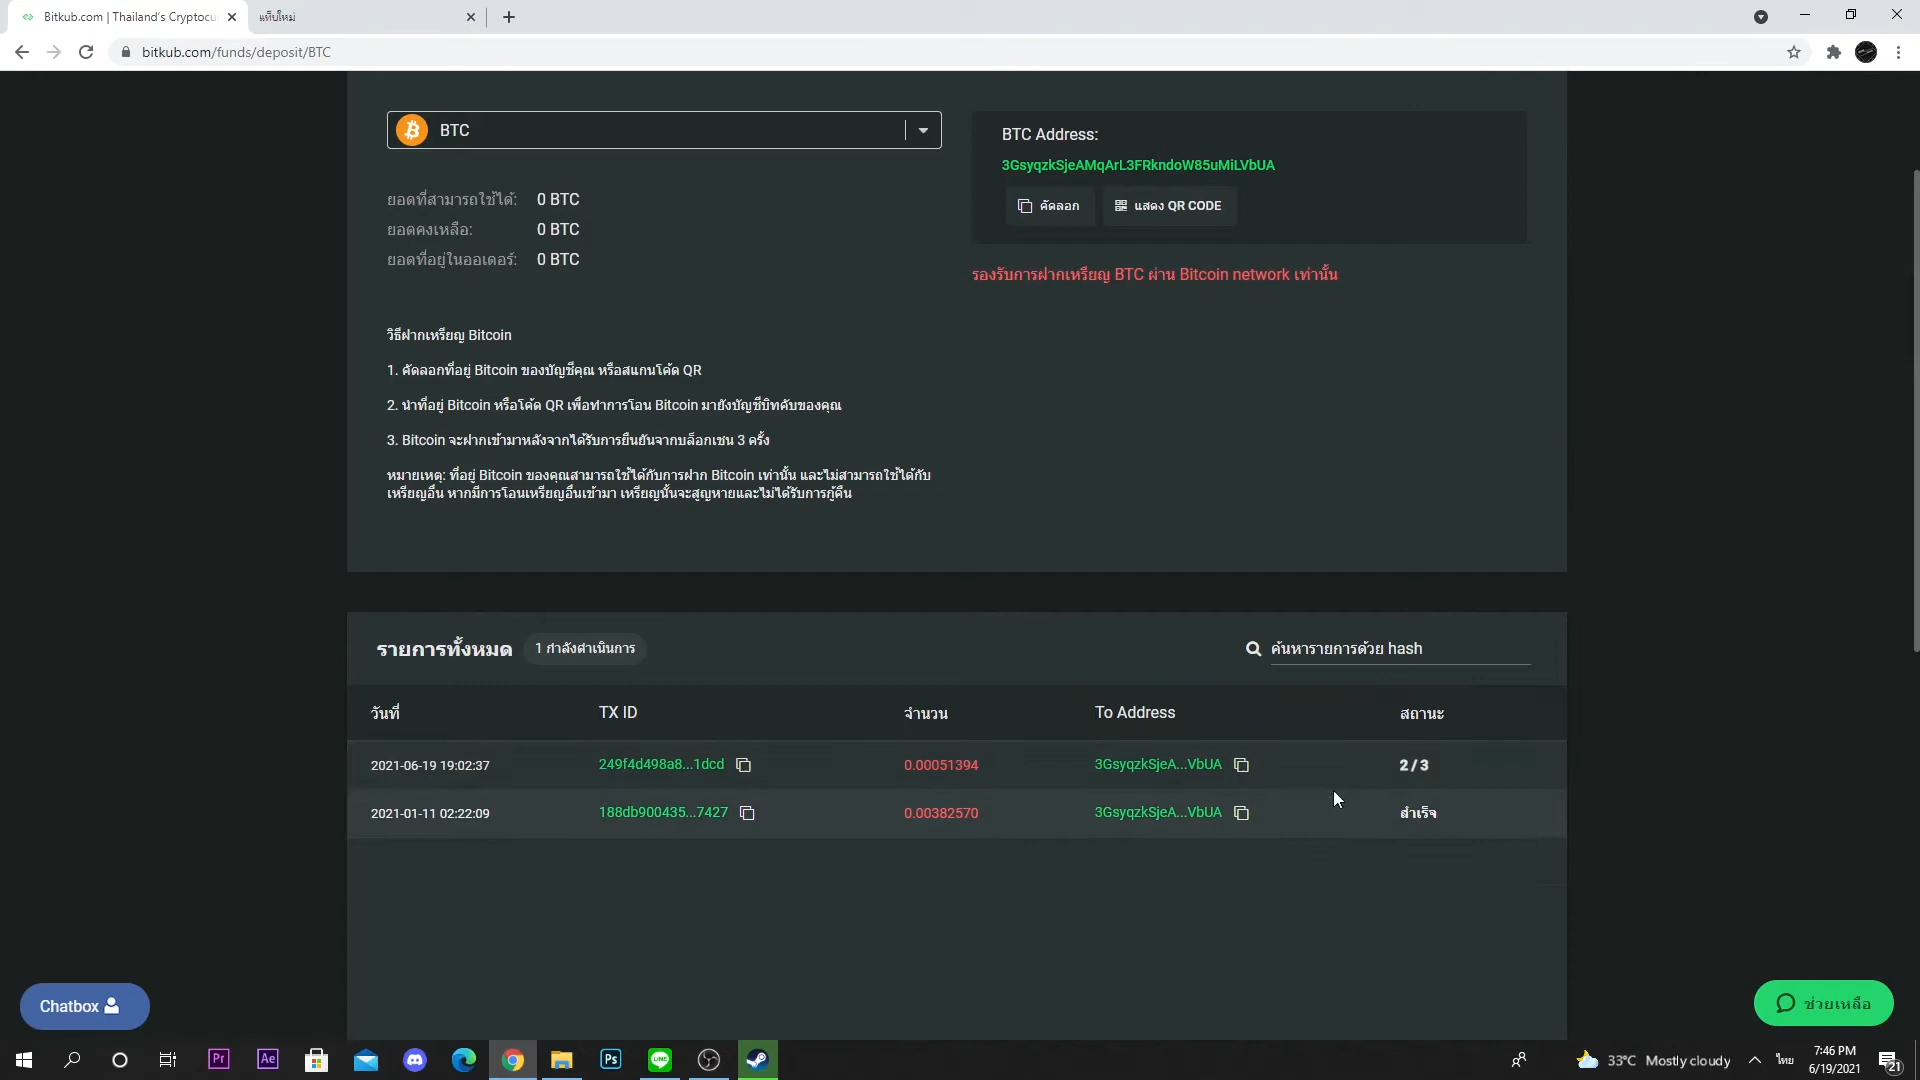 Bitkub.com | Thailand's Cryptocu
แท็บใหม่
bitkub.com/funds/deposit/BTC
BTC
BTC Address:
3GsyqzkSjeAMqArL3FRkndoW85uMiLVbUA
คัดลอก
แสดง QR CODE
ยอดที่สามารถใช้ได้: 0 BTC
ยอดคงเหลือ: 0 BTC
ยอดที่อยู่ในออเดอร์: 0 BTC
รองรับการฝากเหรียญ BTC ผ่าน Bitcoin network เท่านั้น
วิธีฝากเหรียญ Bitcoin
1. คัดลอกที่อยู่ Bitcoin ของบัญชีคุณ หรือสแกนโค้ด QR
2. นำที่อยู่ Bitcoin หรือโค้ด QR เพื่อทำการโอน Bitcoin มายังบัญชีบิทคับของคุณ
3. Bitcoin จะฝากเข้ามาหลังจากได้รับการยืนยันจากบล็อกเชน 3 ครั้ง
หมายเหตุ: ที่อยู่ Bitcoin ของคุณสามารถใช้ได้กับการฝาก Bitcoin เท่านั้น และไม่สามารถใช้ได้กับ
เหรียญอื่น หากมีการโอนเหรียญอื่นเข้ามา เหรียญนั้นจะสูญหายและไม่ได้รับการกู้คืน
รายการทั้งหมด 1 กำลังดำเนินการ
ค้นหารายการด้วย hash
วันที่ TX ID จำนวน To Address สถานะ
2021-06-19 19:02:37 249f4d498a8...1dcd 0.00051394 3GsyqzkSjeA...VbUA 2 / 3
2021-01-11 02:22:09 188db900435...7427 0.00382570 3GsyqzkSjeA...VbUA สำเร็จ
Chatbox
ช่วยเหลือ
Pr
Ae
Ps
LINE
33°C Mostly cloudy
ไทย
7:46 PM
6/19/2021
21